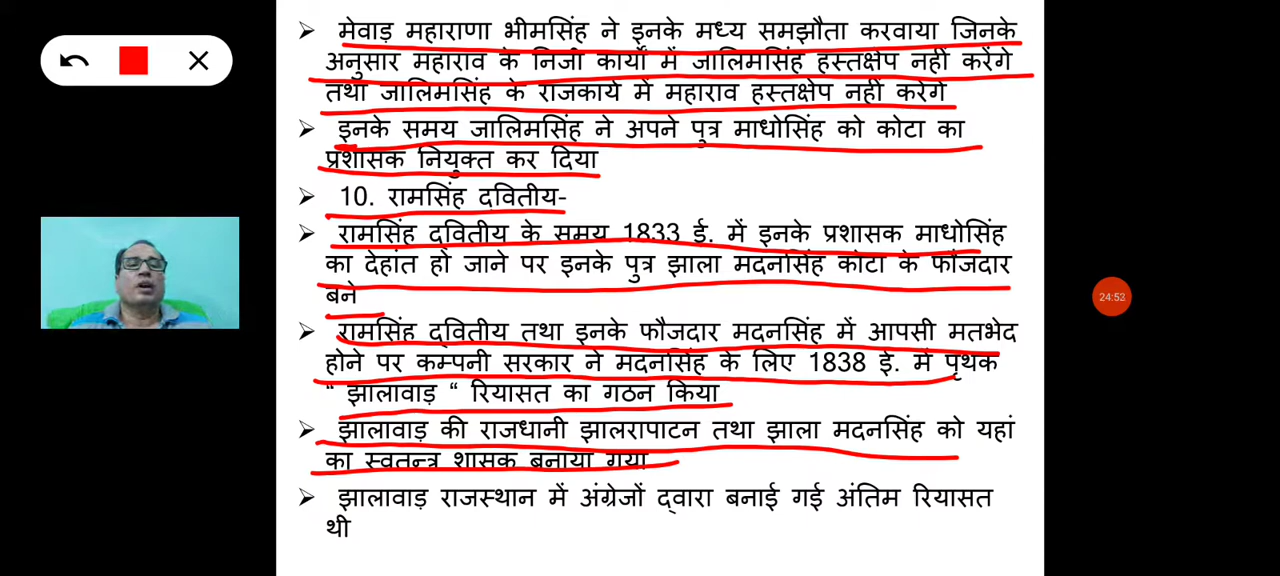 ➢ मेवाड़ महाराणा भीमसिंह ने इनके मध्य समझौता करवाया जिनके
अनुसार महाराव के निजी कार्यों में जालिमसिंह हस्तक्षेप नहीं करेंगे
तथा जालिमसिंह के राजकार्य में महाराव हस्तक्षेप नहीं करेंगे
➢ इनके समय जालिमसिंह ने अपने पुत्र माधोसिंह को कोटा का
प्रशासक नियुक्त कर दिया
➢ 10. रामसिंह दवितीय-
➢ रामसिंह दवितीय के समय 1833 ई. में इनके प्रशासक माधोसिंह
का देहांत हो जाने पर इनके पुत्र झाला मदनसिंह कोटा के फौजदार
बने
➢ रामसिंह द्वितीय तथा इनके फौजदार मदनसिंह में आपसी मतभेद
होने पर कम्पनी सरकार ने मदनसिंह के लिए 1838 ई. में पृथक
“ झालावाड़ “ रियासत का गठन किया
➢ झालावाड़ की राजधानी झालरापाटन तथा झाला मदनसिंह को यहां
का स्वतन्त्र शासक बनाया गया
➢ झालावाड़ राजस्थान में अंग्रेजों द्वारा बनाई गई अंतिम रियासत
थी
24:52